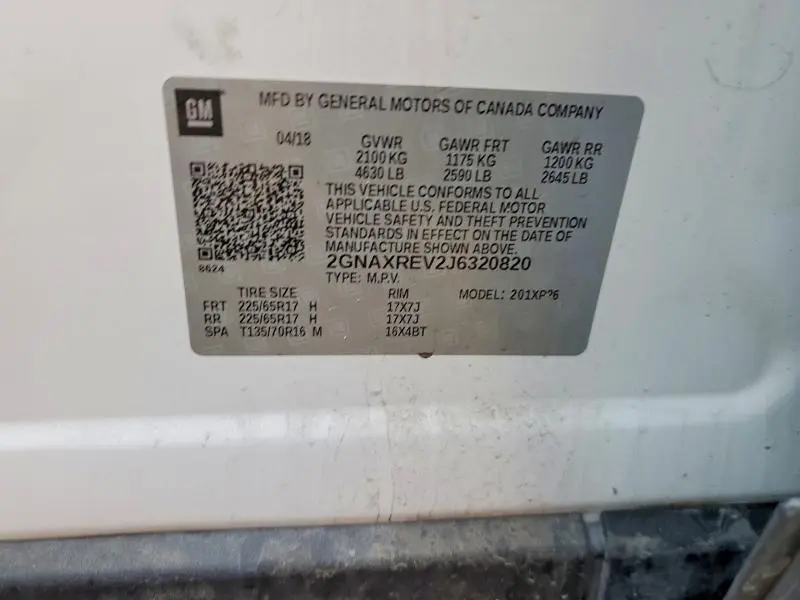 GM
MFD BY GENERAL MOTORS OF CANADA COMPANY
04/18 GVWR GAWR FRT GAWR RR
2100 KG 1175 KG 1200 KG
4630 LB 2590 LB 2645 LB
THIS VEHICLE CONFORMS TO ALL
APPLICABLE U.S. FEDERAL MOTOR
VEHICLE SAFETY AND THEFT PREVENTION
STANDARDS IN EFFECT ON THE DATE OF
MANUFACTURE SHOWN ABOVE.
8624
2GNAXREV2J6320820
TYPE: M.P.V.
TIRE SIZE RIM MODEL:
FRT 225/65R17 H 17X7J
RR 225/65R17 H 17X7J
SPA T135/70R16 M 16X4BT